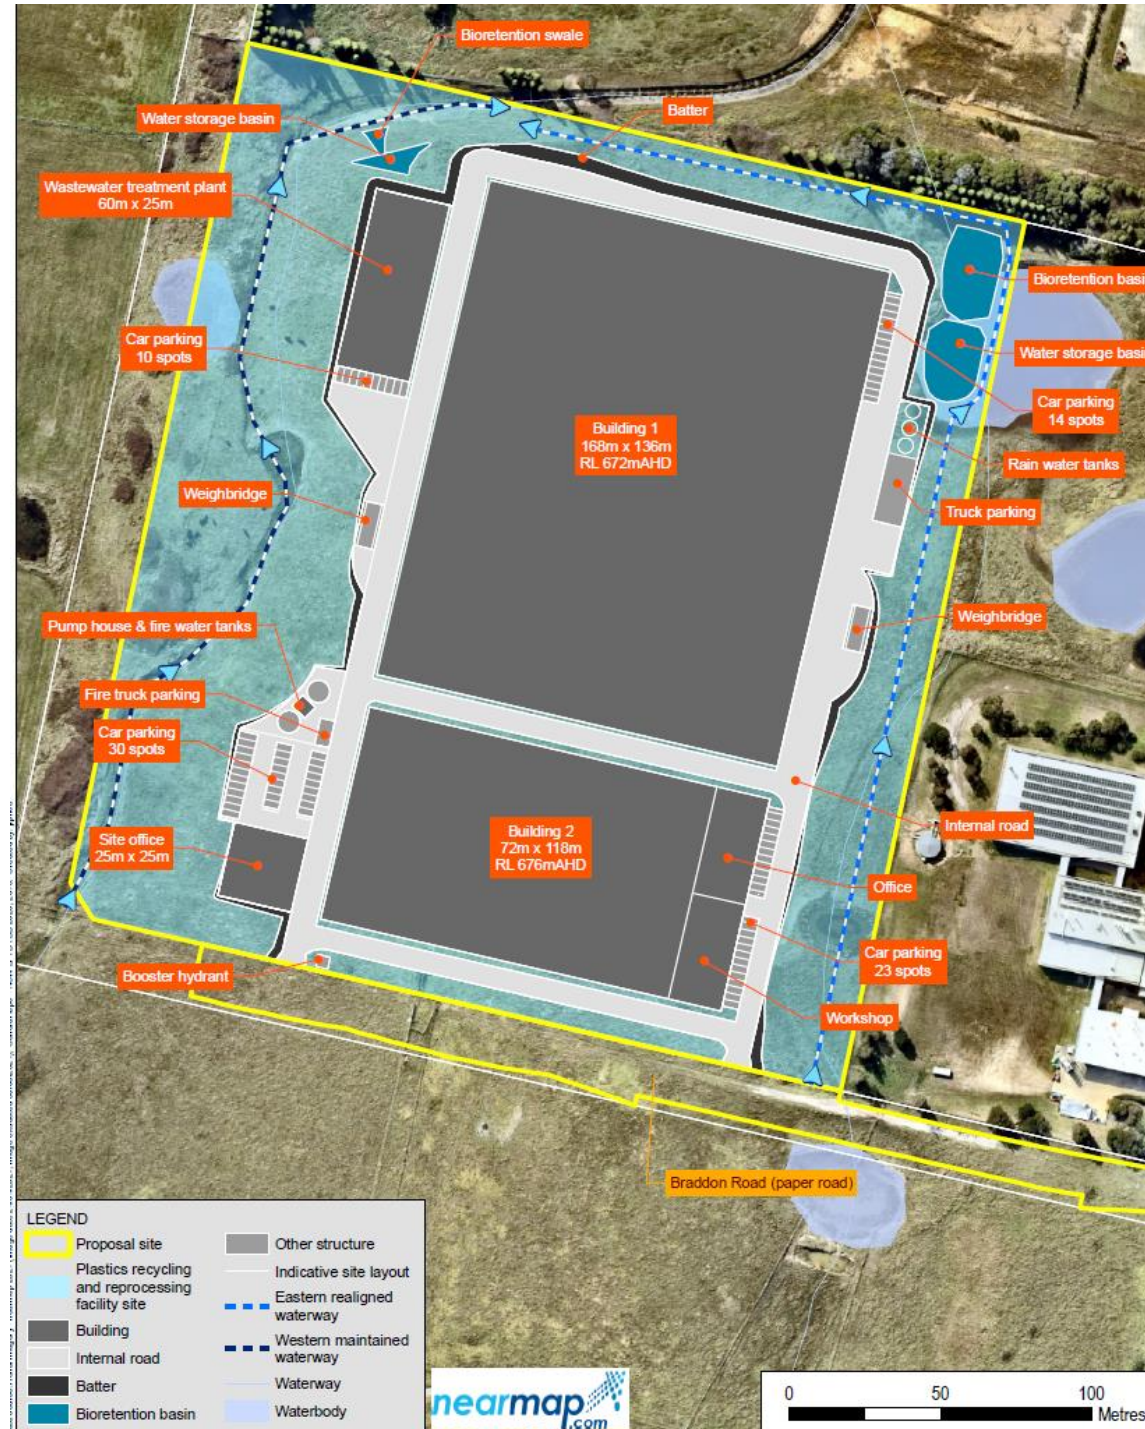 Bioretention swale
Water storage basin
Batter
Wastewater treatment plant
60m x 25m
Bioretention basi
Water storage basi
Car parking
10 spots
Car parking
14 spots
Building 1
168m x 136m
RL 672mAHD
Rain water tanks
Weighbridge
Truck parking
Weighbridge
Pump house & fire water tanks
Fire truck parking
Car parking
30 spots
Internal road
Site office
25m x 25m
Building 2
72m x 118m
RL 676mAHD
Office
Car parking
23 spots
Booster hydrant
Workshop
Braddon Road (paper road)
LEGEND
Proposal site
Plastics recycling
and reprocessing
facility site
Building
Internal road
Batter
Bioretention basin
Other structure
Indicative site layout
Eastern realigned
waterway
Western maintained
waterway
Waterway
Waterbody
nearmap
.com
0 50 100
Metres